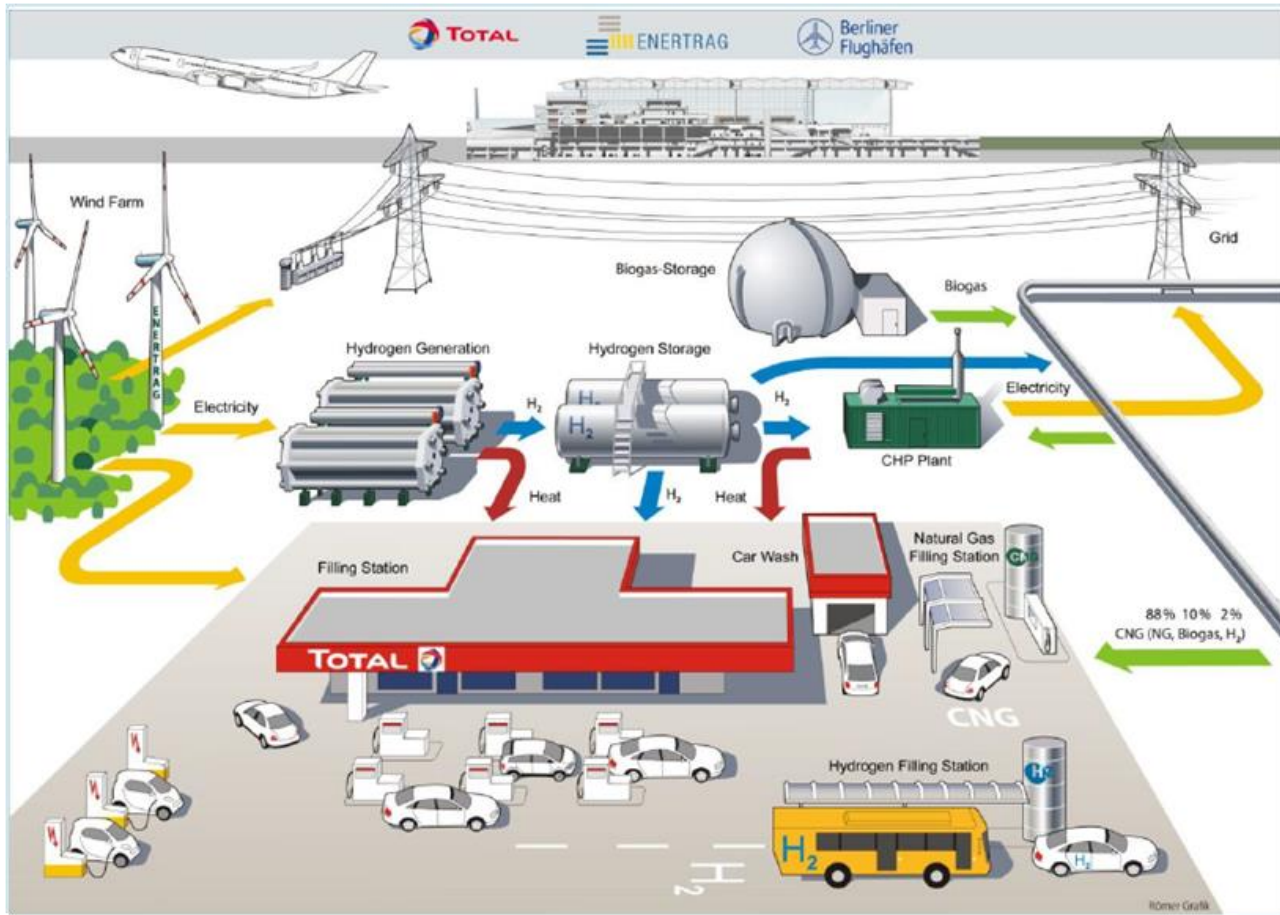 TOTAL
ENERTRAG
Berliner
Flughäfen
Wind Farm
ENERTRAG
Grid
Biogas-Storage
Biogas
Hydrogen Generation
Hydrogen Storage
Electricity
H₂
H₂
H₂
H₂
Electricity
CHP Plant
Heat
H₂
Heat
Filling Station
Car Wash
Natural Gas
Filling Station
CNG
88% 10% 2%
CNG (NG, Biogas, H₂)
TOTAL
CNG
Hydrogen Filling Station
H₂
H₂
H₂
H₂
Römer Grafik